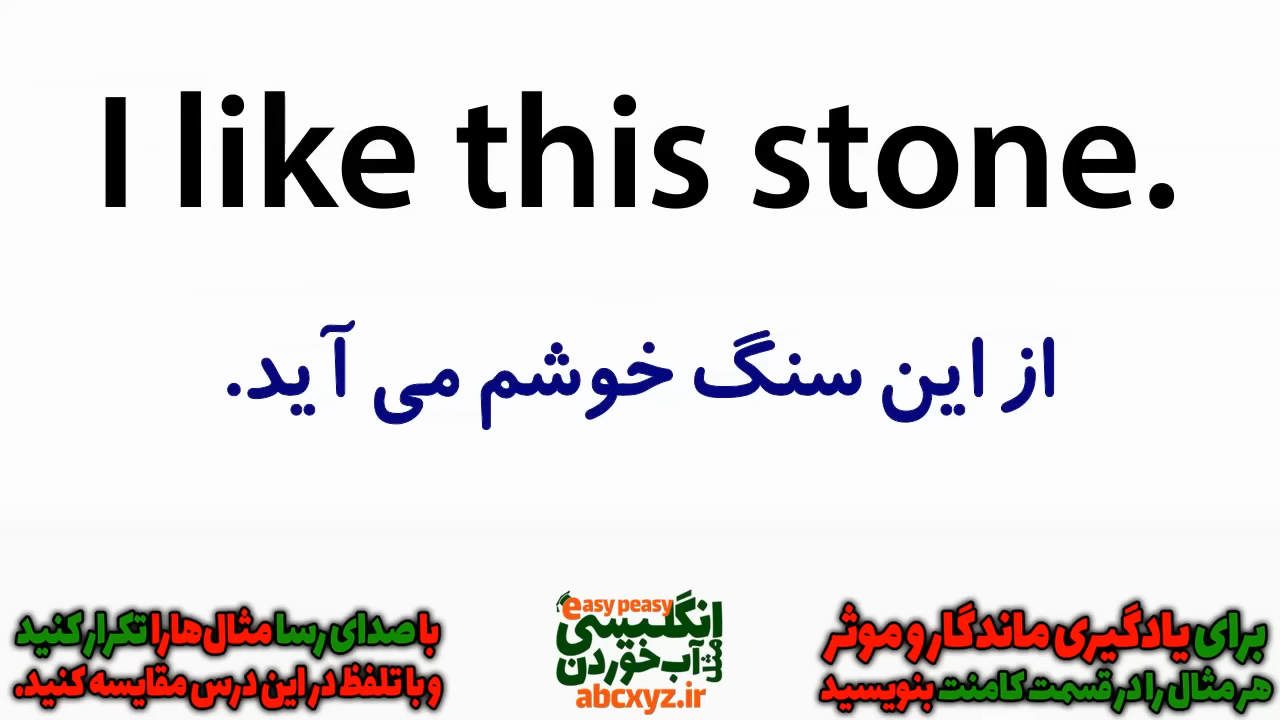 I like this stone.
از این سنگ خوشم می آید.
برای یادگیری ماندگار و موثر
هر مثال را در قسمت کامنت بنویسید
easy peasy
انگلیسی
مثل آب خوردن
abcxyz.ir
با صدای رسا مثال‌ها را تکرار کنید
و با تلفظ در این درس مقایسه کنید.